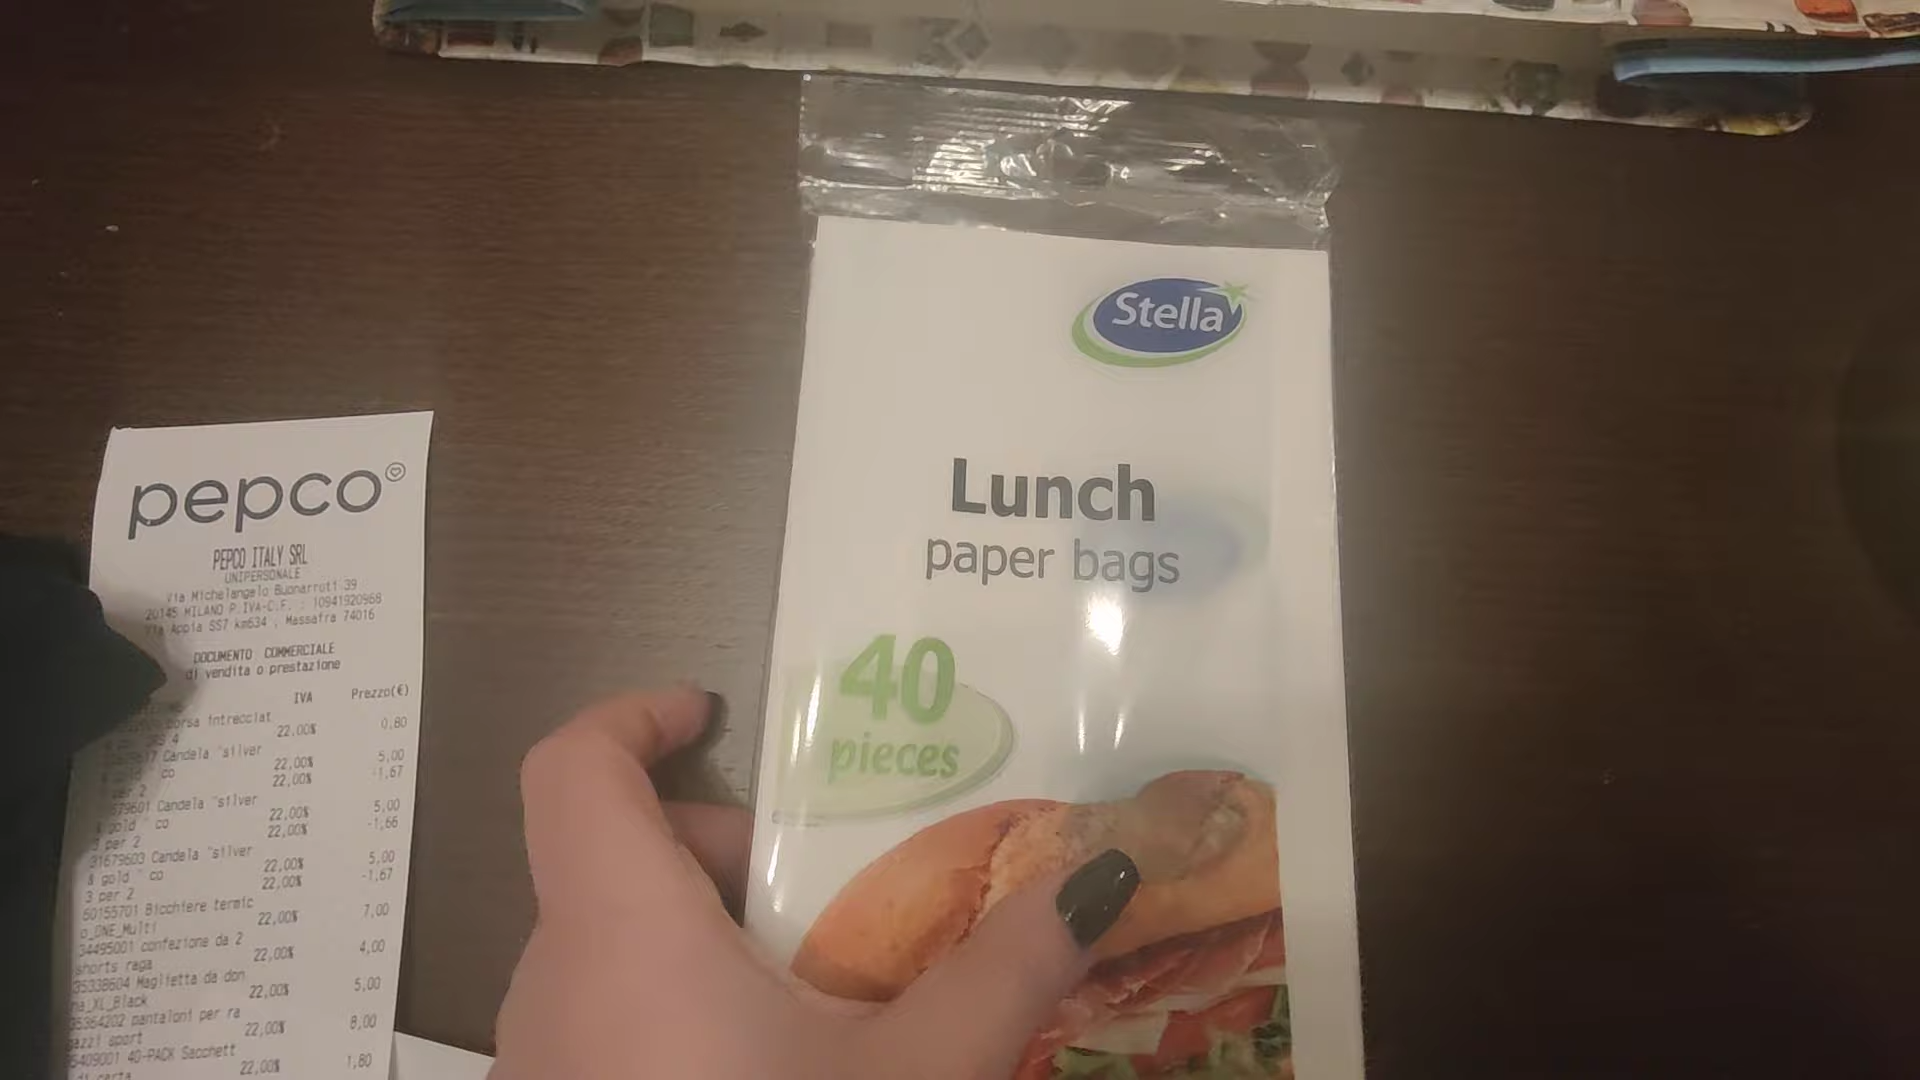 pepco
PEPCO ITALY SRL
UNIPERSONALE
Via Michelangelo Buonarroti 39
20145 MILANO P.IVA-C.F. : 10941920968
Via Appia SS7 km634 , Massafra 74016
DOCUMENTO COMMERCIALE
di vendita o prestazione
IVA Prezzo(€)
borsa intrecciat
4 22,00% 0,80
Candela "silver
gold " co 22,00% 5,00
per 2 22,00% -1,67
Candela "silver
& gold " co 22,00% 5,00
3 per 2 22,00% -1,66
31679603 Candela "silver
& gold " co 22,00% 5,00
3 per 2 22,00% -1,67
60155701 Bicchiere termic
o_ONE_Multi 22,00% 7,00
34495001 confezione da 2
shorts raga 22,00% 4,00
35338604 Maglietta da don
na_XL_Black 22,00% 5,00
35364202 pantaloni per ra
gazzi sport 22,00% 8,00
40-PACK Sacchett
di carta 22,00% 1,80
Stella
Lunch
paper bags
40
pieces